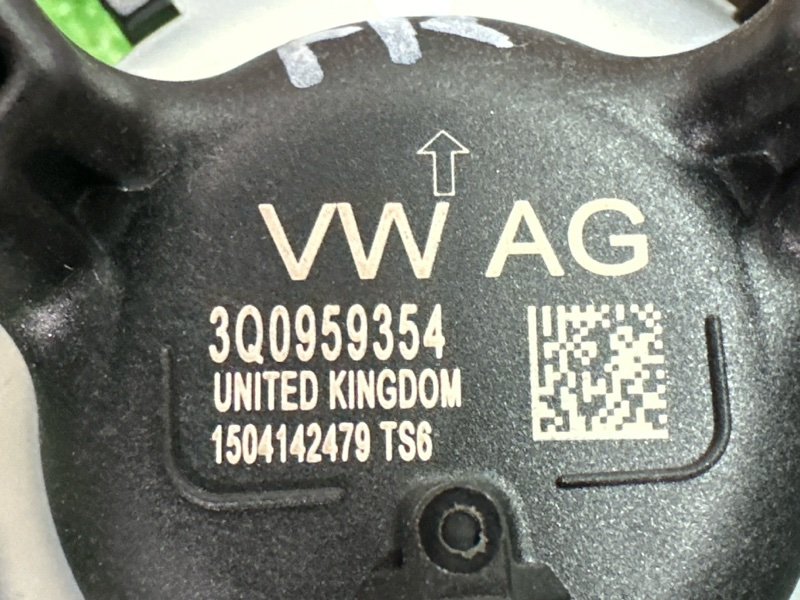 VW AG
3Q0959354
UNITED KINGDOM
1504142479 TS6